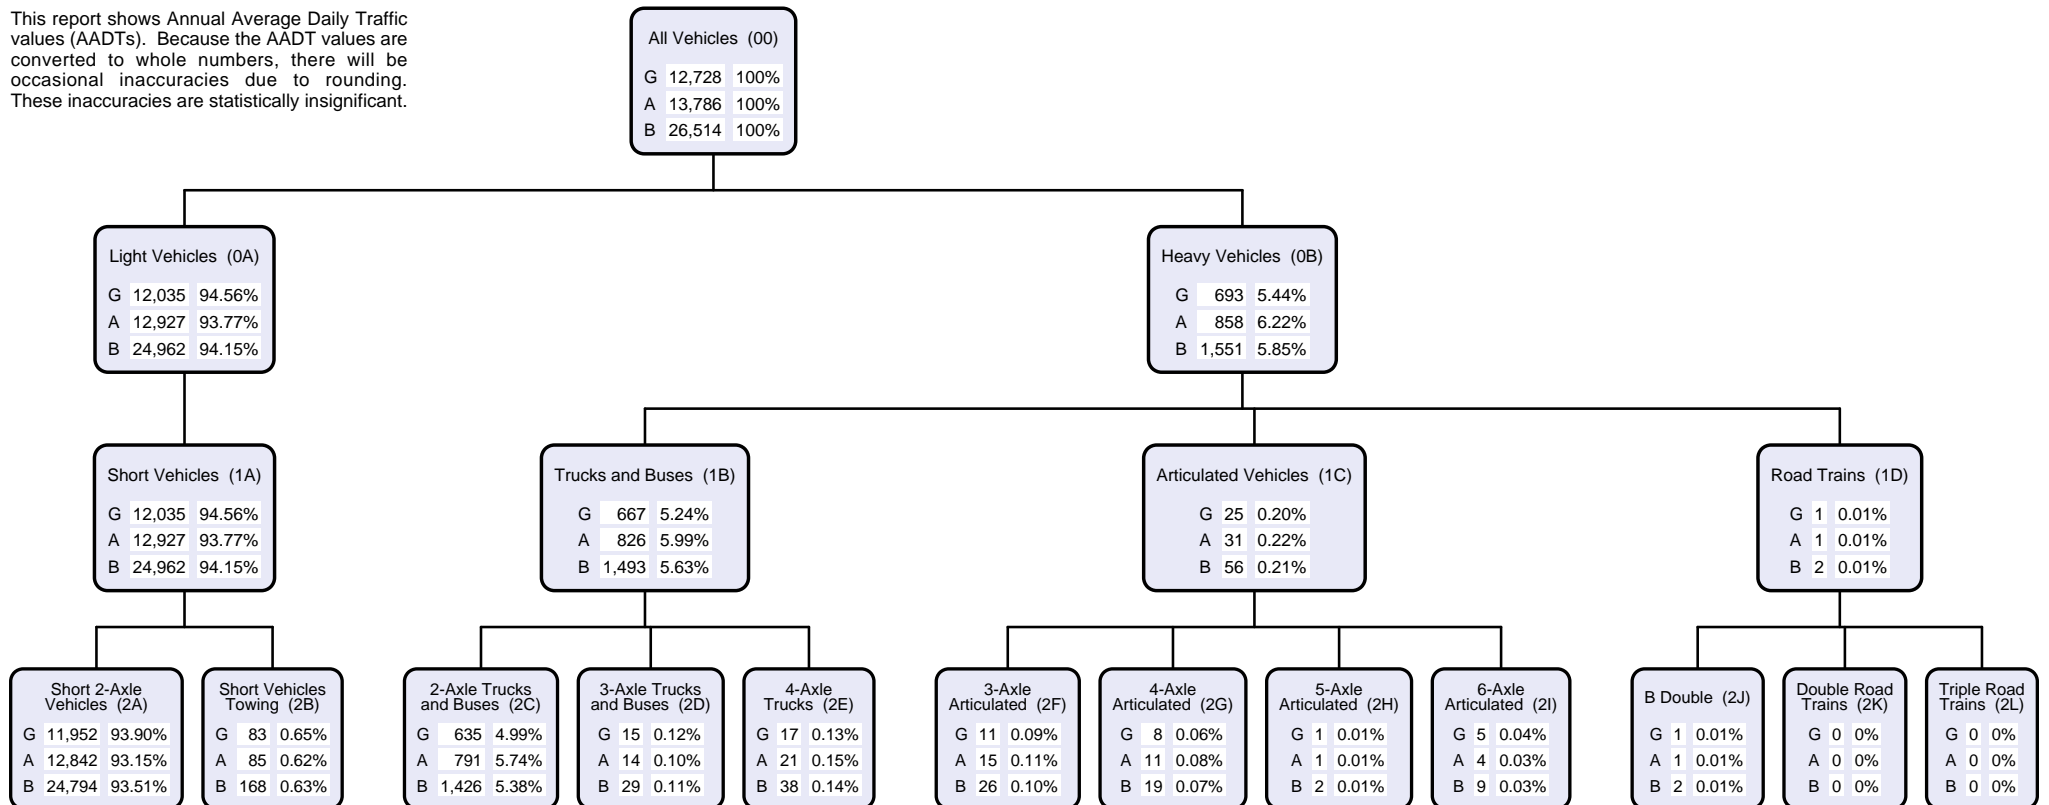 This report shows Annual Average Daily Traffic
values (AADTs). Because the AADT values are
converted to whole numbers, there will be
occasional inaccuracies due to rounding.
These inaccuracies are statistically insignificant.
All Vehicles (00)
G 12,728 100%
A 13,786 100%
B 26,514 100%
Light Vehicles (0A)
G 12,035 94.56%
A 12,927 93.77%
B 24,962 94.15%
Heavy Vehicles (0B)
G 693 5.44%
A 858 6.22%
B 1,551 5.85%
Short Vehicles (1A)
G 12,035 94.56%
A 12,927 93.77%
B 24,962 94.15%
Trucks and Buses (1B)
G 667 5.24%
A 826 5.99%
B 1,493 5.63%
Articulated Vehicles (1C)
G 25 0.20%
A 31 0.22%
B 56 0.21%
Road Trains (1D)
G 1 0.01%
A 1 0.01%
B 2 0.01%
Short 2-Axle
Vehicles (2A)
G 11,952 93.90%
A 12,842 93.15%
B 24,794 93.51%
Short Vehicles
Towing (2B)
G 83 0.65%
A 85 0.62%
B 168 0.63%
2-Axle Trucks
and Buses (2C)
G 635 4.99%
A 791 5.74%
B 1,426 5.38%
3-Axle Trucks
and Buses (2D)
G 15 0.12%
A 14 0.10%
B 29 0.11%
4-Axle
Trucks (2E)
G 17 0.13%
A 21 0.15%
B 38 0.14%
3-Axle
Articulated (2F)
G 11 0.09%
A 15 0.11%
B 26 0.10%
4-Axle
Articulated (2G)
G 8 0.06%
A 11 0.08%
B 19 0.07%
5-Axle
Articulated (2H)
G 1 0.01%
A 1 0.01%
B 2 0.01%
6-Axle
Articulated (2I)
G 5 0.04%
A 4 0.03%
B 9 0.03%
B Double (2J)
G 1 0.01%
A 1 0.01%
B 2 0.01%
Double Road
Trains (2K)
G 0 0%
A 0 0%
B 0 0%
Triple Road
Trains (2L)
G 0 0%
A 0 0%
B 0 0%